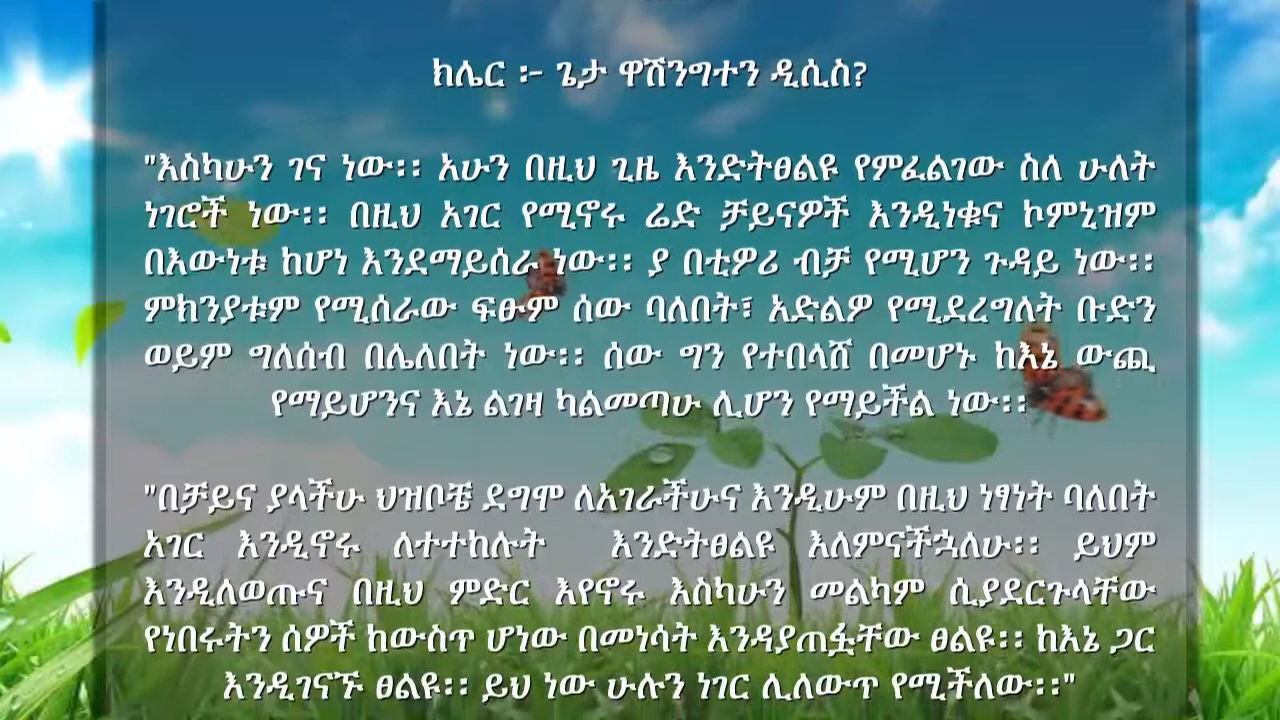 ክሌር ፦ ጌታ ዋሽንግተን ዲሲስ?
"እስካሁን ገና ነው፡፡ አሁን በዚህ ጊዜ እንድትፀልዩ የምፈልገው ስለ ሁለት
ነገሮች ነው፡፡ በዚህ አገር የሚኖሩ ሬድ ቻይናዎች እንዲነቁና ኮምኒዝም
በእውነቱ ከሆነ እንደማይሰራ ነው፡፡ ያ በቲዎሪ ብቻ የሚሆን ጉዳይ ነው፡፡
ምክንያቱም የሚሰራው ፍፁም ሰው ባለበት፣ አድልዎ የሚደረግለት ቡድን
ወይም ግለሰብ በሌለበት ነው፡፡ ሰው ግን የተበላሸ በመሆኑ ከእኔ ውጪ
የማይሆንና እኔ ልገዛ ካልመጣሁ ሊሆን የማይችል ነው፡፡
"በቻይና ያላችሁ ህዝቦቼ ደግሞ ለአገራችሁና እንዲሁም በዚህ ነፃነት ባለበት
አገር እንዲኖሩ ለተተከሉት እንድትፀልዩ እለምናችኋለሁ፡፡ ይህም
እንዲለወጡና በዚህ ምድር እየኖሩ እስካሁን መልካም ሲያደርጉላቸው
የነበሩትን ሰዎች ከውስጥ ሆነው በመነሳት እንዳያጠፏቸው ፀልዩ፡፡ ከእኔ ጋር
እንዲገናኙ ፀልዩ፡፡ ይህ ነው ሁሉን ነገር ሊለውጥ የሚችለው፡፡"